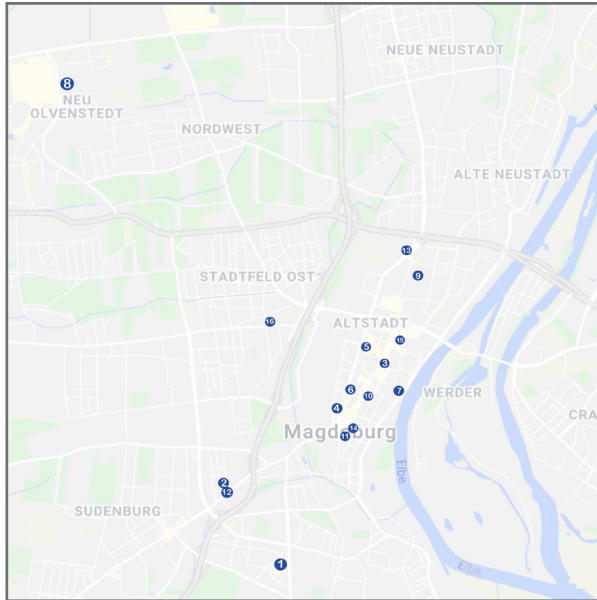 NEUE NEUSTADT
8
NEU
OLVENSTEDT
NORDWEST
ALTE NEUSTADT
13
9
STADTFELD OST
16
ALTSTADT
15
5
3
6
7
10
WERDER
4
CRA
14
11
Magdeburg
Elbe
2
12
SUDENBURG
1
Elbe